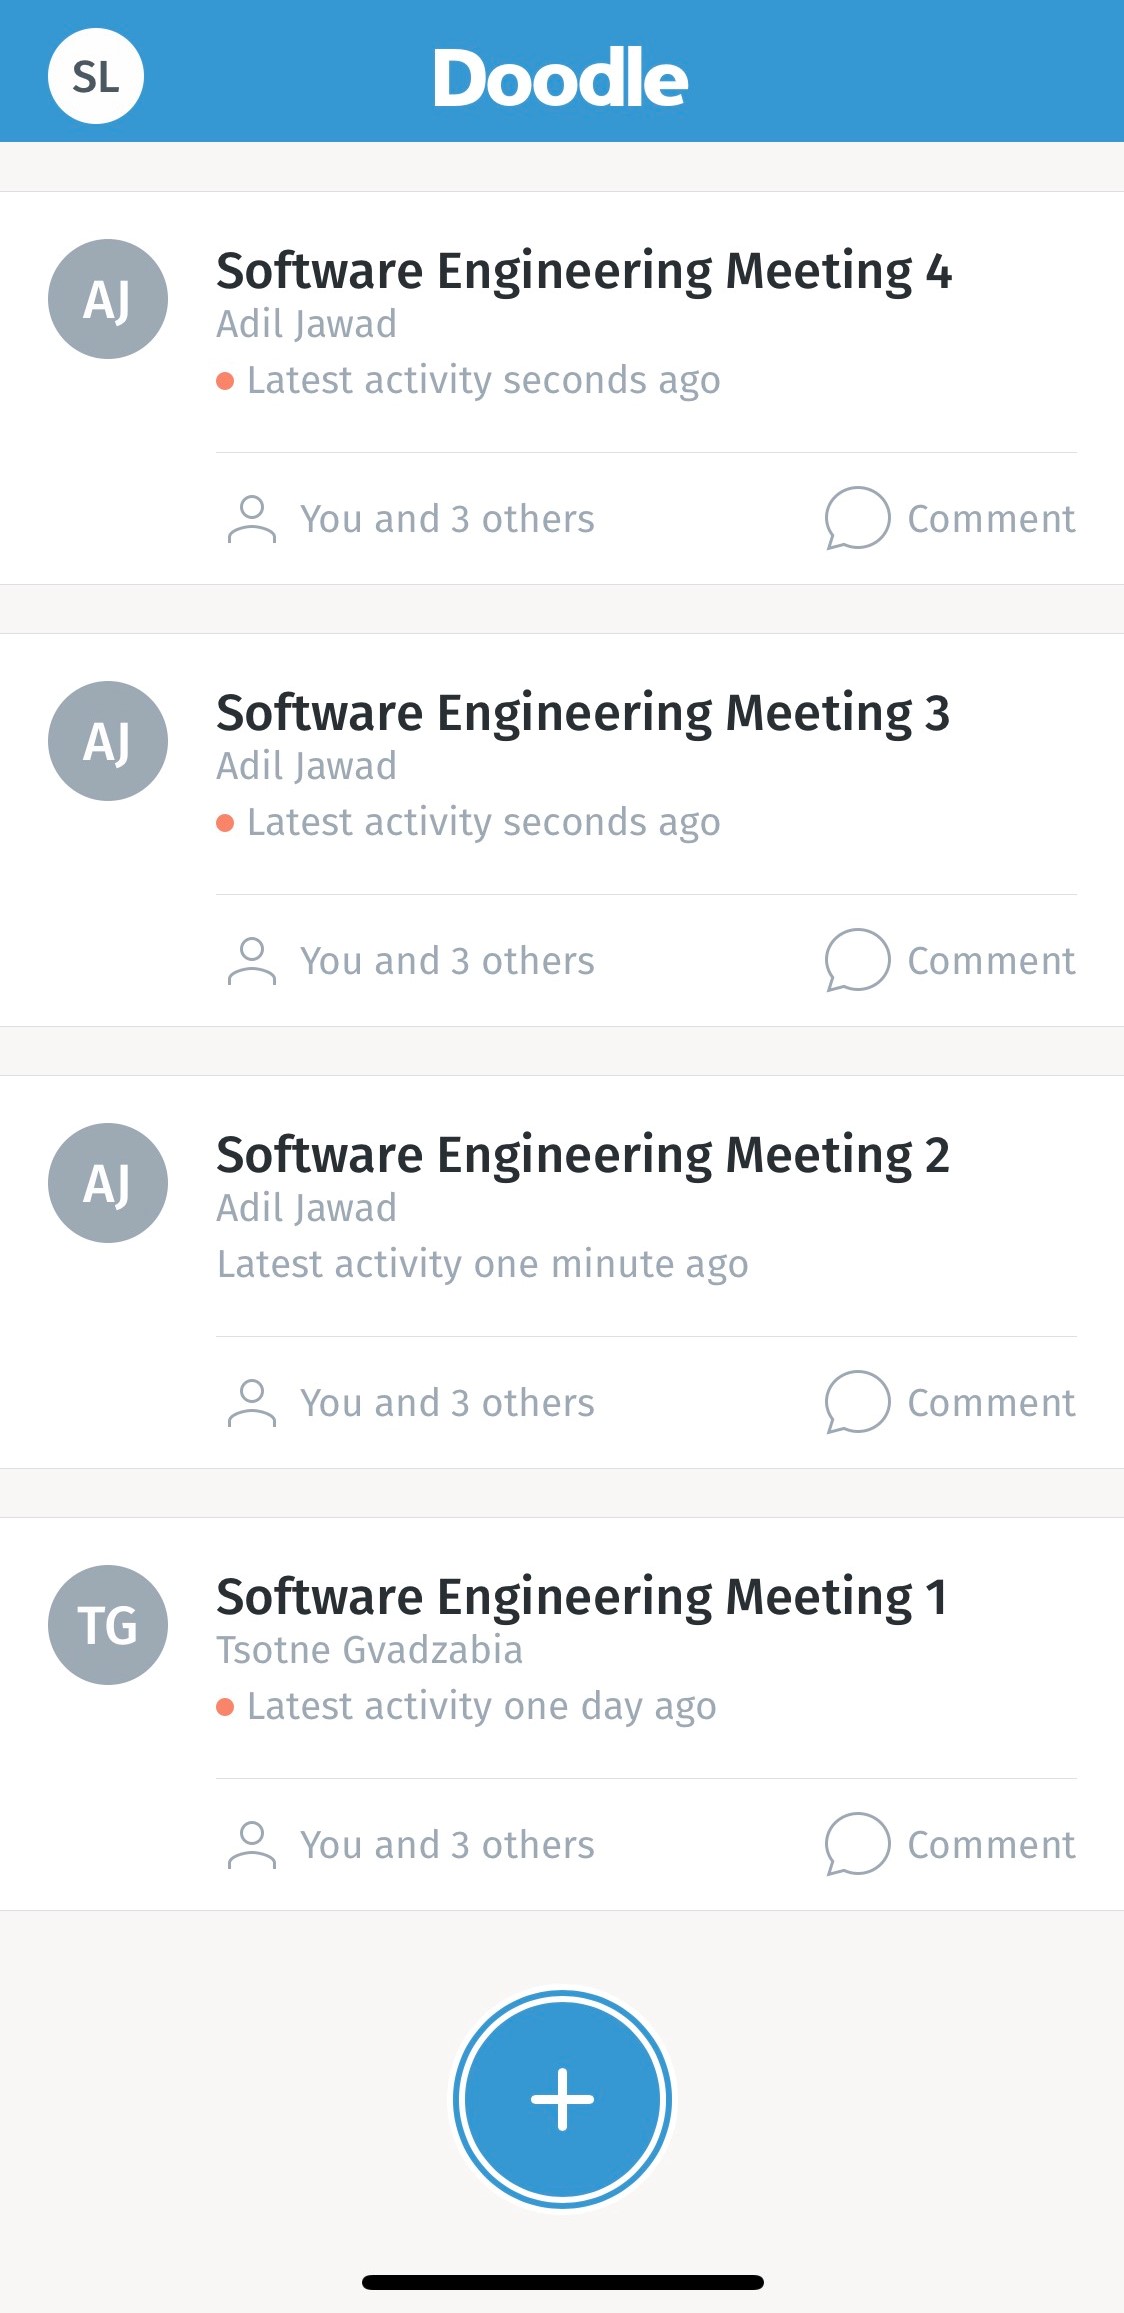 SL
Doodle
AJ
Software Engineering Meeting 4
Adil Jawad
Latest activity seconds ago
You and 3 others
Comment
AJ
Software Engineering Meeting 3
Adil Jawad
Latest activity seconds ago
You and 3 others
Comment
AJ
Software Engineering Meeting 2
Adil Jawad
Latest activity one minute ago
You and 3 others
Comment
TG
Software Engineering Meeting 1
Tsotne Gvadzabia
Latest activity one day ago
You and 3 others
Comment